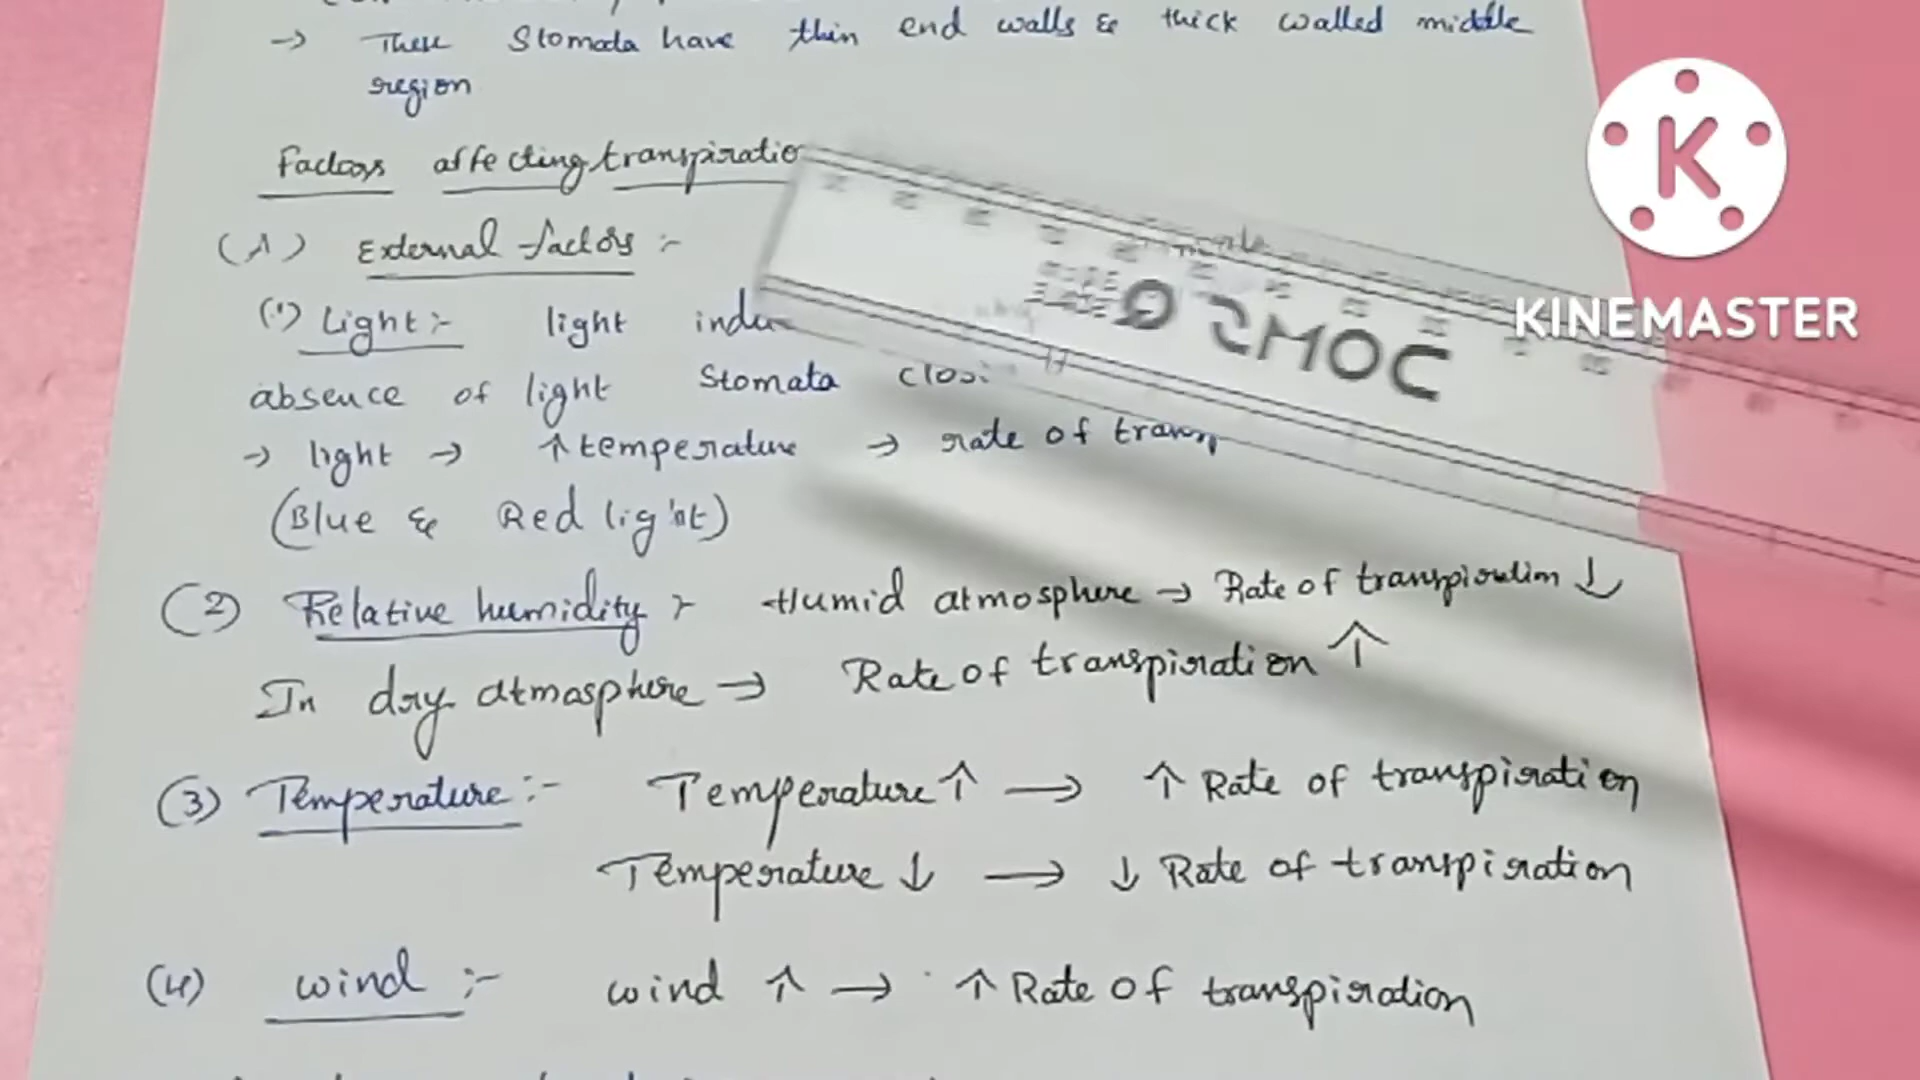 → These Stomata have thin end walls & thick walled middle
region
Factors affecting transpiration
(A) External factors :-
(1) Light :- light
absence of light Stomata
→ light → ↑ temperature → rate of
(Blue & Red light)
(2) Relative humidity :- Humid atmosphere → Rate of transpiration ↓
In dry atmasphere → Rate of transpiration ↑
(3) Temperature :- Temperature ↑ → ↑ Rate of transpiration
Temperature ↓ → ↓ Rate of transpiration
(4) wind :- wind ↑ → ↑ Rate of transpiration
DOMS
K
KINEMASTER